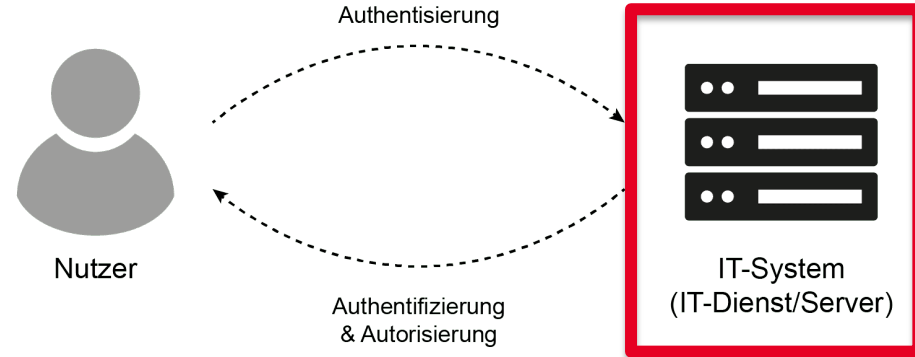 Authentisierung
Nutzer
Authentifizierung
& Autorisierung
IT-System
(IT-Dienst/Server)